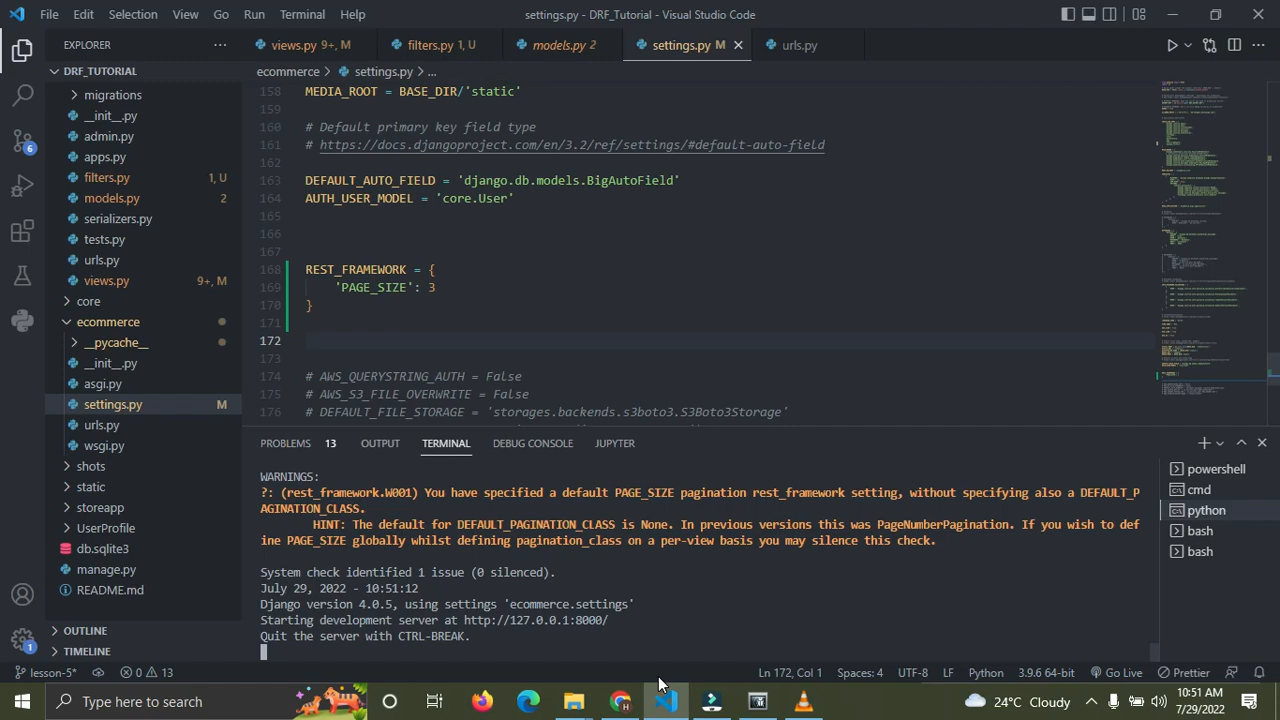 File Edit Selection View Go Run Terminal Help
settings.py - DRF_Tutorial - Visual Studio Code
EXPLORER
views.py 9+, M
filters.py 1, U
models.py 2
settings.py M
urls.py
DRF_TUTORIAL
migrations
__init__.py
admin.py
apps.py
filters.py 1, U
models.py 2
serializers.py
tests.py
urls.py
views.py 9+, M
core
ecommerce
__pycache__
__init__.py
asgi.py
settings.py M
urls.py
wsgi.py
shots
static
storeapp
UserProfile
db.sqlite3
manage.py
README.md
OUTLINE
TIMELINE
ecommerce > settings.py > ...
158 MEDIA_ROOT = BASE_DIR/'static'
159
160 # Default primary key field type
161 # https://docs.djangoproject.com/en/3.2/ref/settings/#default-auto-field
162
163 DEFAULT_AUTO_FIELD = 'django.db.models.BigAutoField'
164 AUTH_USER_MODEL = 'core.User'
165
166
167
168 REST_FRAMEWORK = {
169 'PAGE_SIZE': 3
170 }
171
172
173
174 # AWS_QUERYSTRING_AUTH = False
175 # AWS_S3_FILE_OVERWRITE = False
176 # DEFAULT_FILE_STORAGE = 'storages.backends.s3boto3.S3Boto3Storage'
PROBLEMS 13 OUTPUT TERMINAL DEBUG CONSOLE JUPYTER
WARNINGS:
?: (rest_framework.W001) You have specified a default PAGE_SIZE pagination rest_framework setting, without specifying also a DEFAULT_P
AGINATION_CLASS.
HINT: The default for DEFAULT_PAGINATION_CLASS is None. In previous versions this was PageNumberPagination. If you wish to def
ine PAGE_SIZE globally whilst defining pagination_class on a per-view basis you may silence this check.
System check identified 1 issue (0 silenced).
July 29, 2022 - 10:51:12
Django version 4.0.5, using settings 'ecommerce.settings'
Starting development server at http://127.0.0.1:8000/
Quit the server with CTRL-BREAK.
powershell
cmd
python
bash
bash
6
1
lesson-5* 0 13
Ln 172, Col 1 Spaces: 4 UTF-8 LF Python 3.9.6 64-bit Go Live Prettier
Type here to search
24°C Cloudy
10:51 AM
7/29/2022